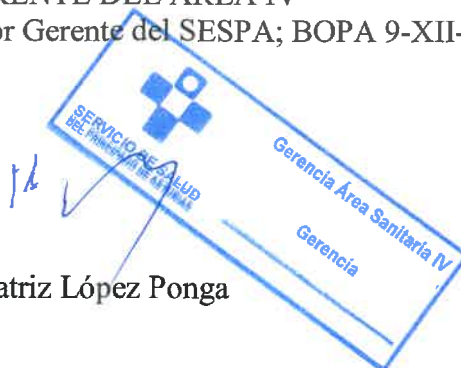 RENTE DEL ÁREA IV
or Gerente del SESPA; BOPA 9-XII-
SERVICIO DE SALUD
DEL PRINCIPADO DE ASTURIAS
Gerencia Área Sanitaria IV
Gerencia
atriz López Ponga